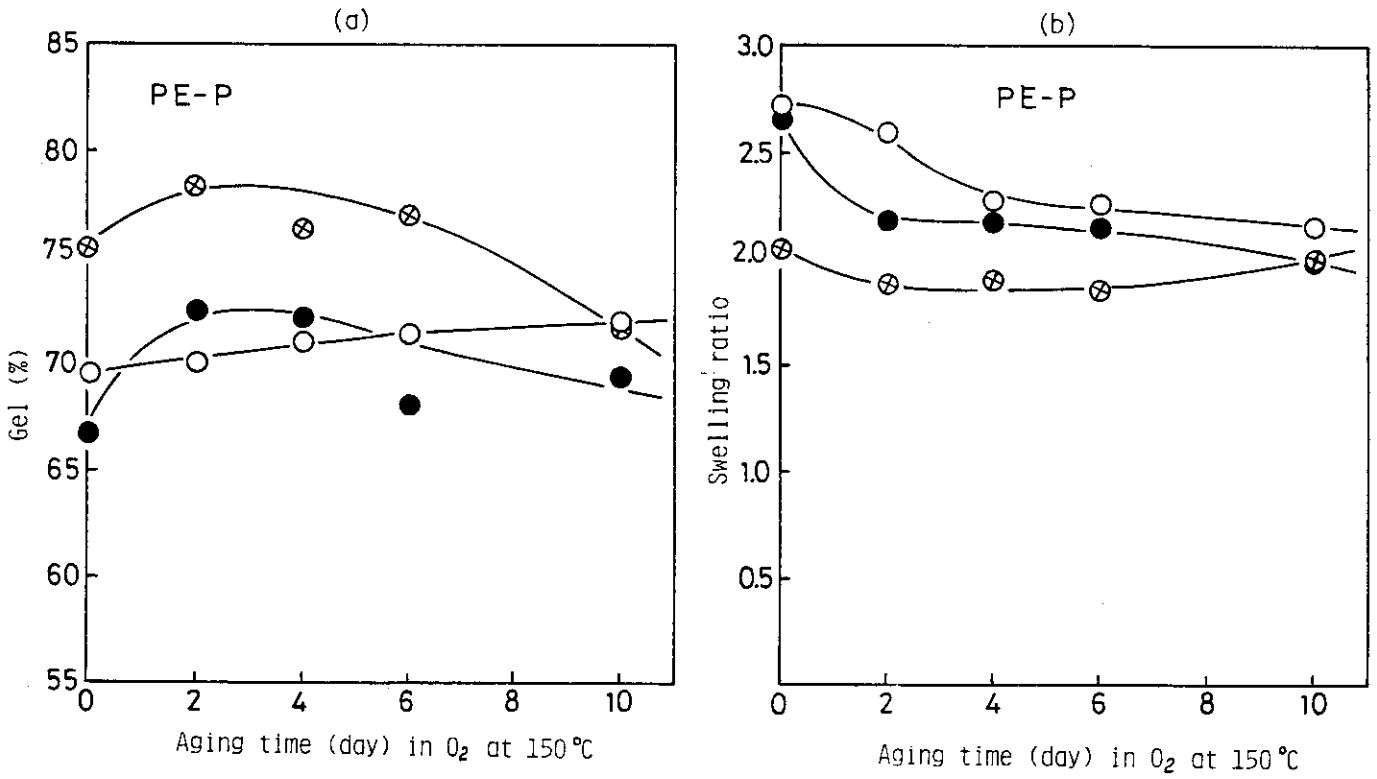 (a)
85
80
75
70
65
60
55
Gel (%)
PE-P
0 2 4 6 8 10
Aging time (day) in O₂ at 150°C
(b)
3.0
2.5
2.0
1.5
1.0
0.5
Swelling ratio
PE-P
0 2 4 6 8 10
Aging time (day) in O₂ at 150°C